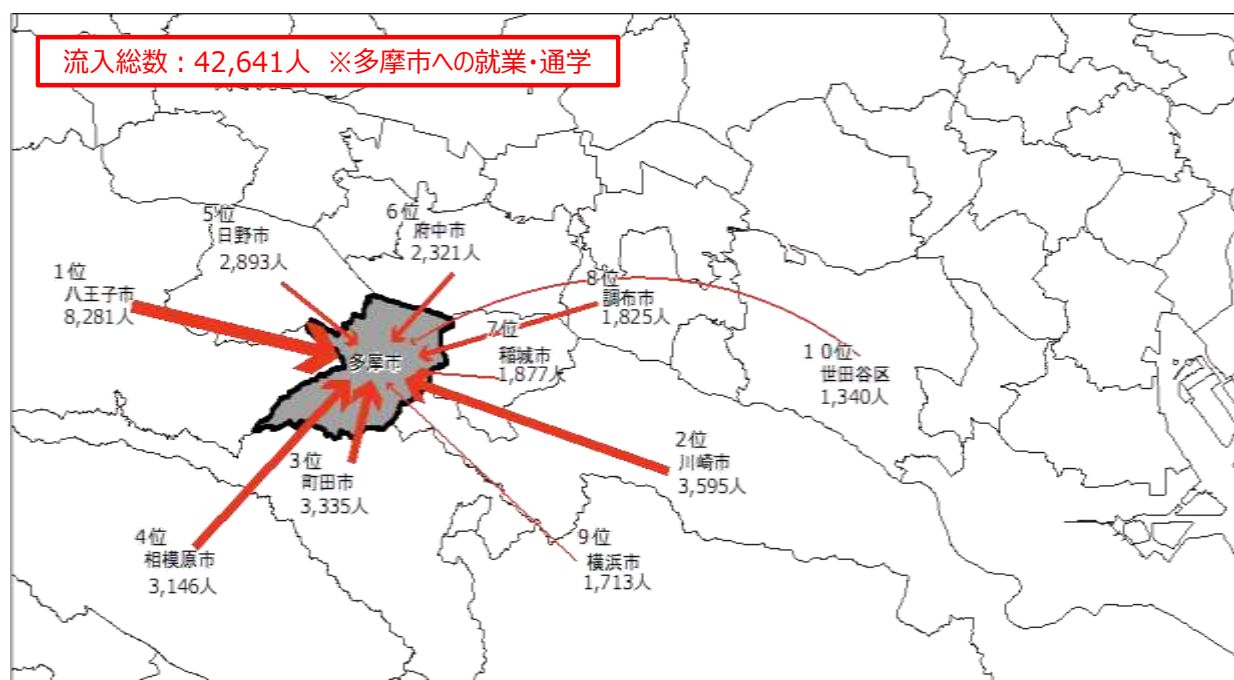 流入総数：42,641人 ※多摩市への就業・通学
5位
日野市
2,893人
6位
府中市
2,321人
1位
八王子市
8,281人
8位
調布市
1,825人
7位
稲城市
1,877人
多摩市
10位
世田谷区
1,340人
2位
川崎市
3,595人
3位
町田市
3,335人
4位
相模原市
3,146人
9位
横浜市
1,713人